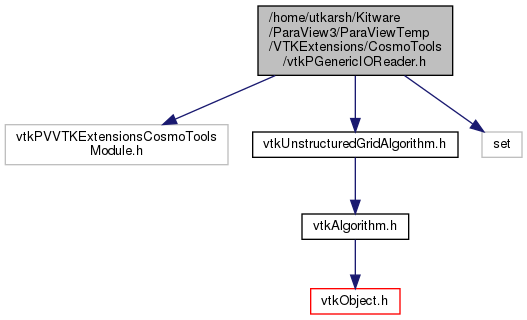 /home/utkarsh/Kitware
/ParaView3/ParaViewTemp
/VTKExtensions/CosmoTools
/vtkPGenericIOReader.h
vtkPVVTKExtensionsCosmoTools
Module.h
vtkUnstructuredGridAlgorithm.h
set
vtkAlgorithm.h
vtkObject.h